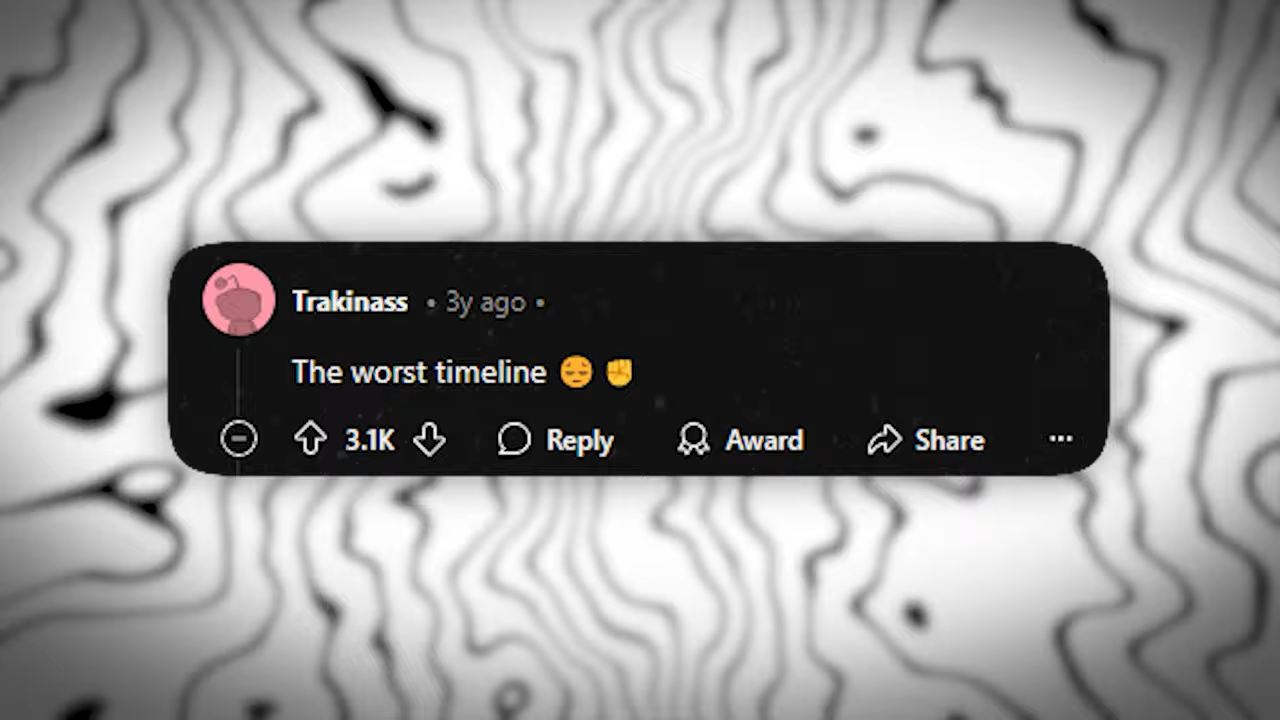 Trakinass • 3y ago •
The worst timeline 😔 ✊
3.1K Reply Award Share ...